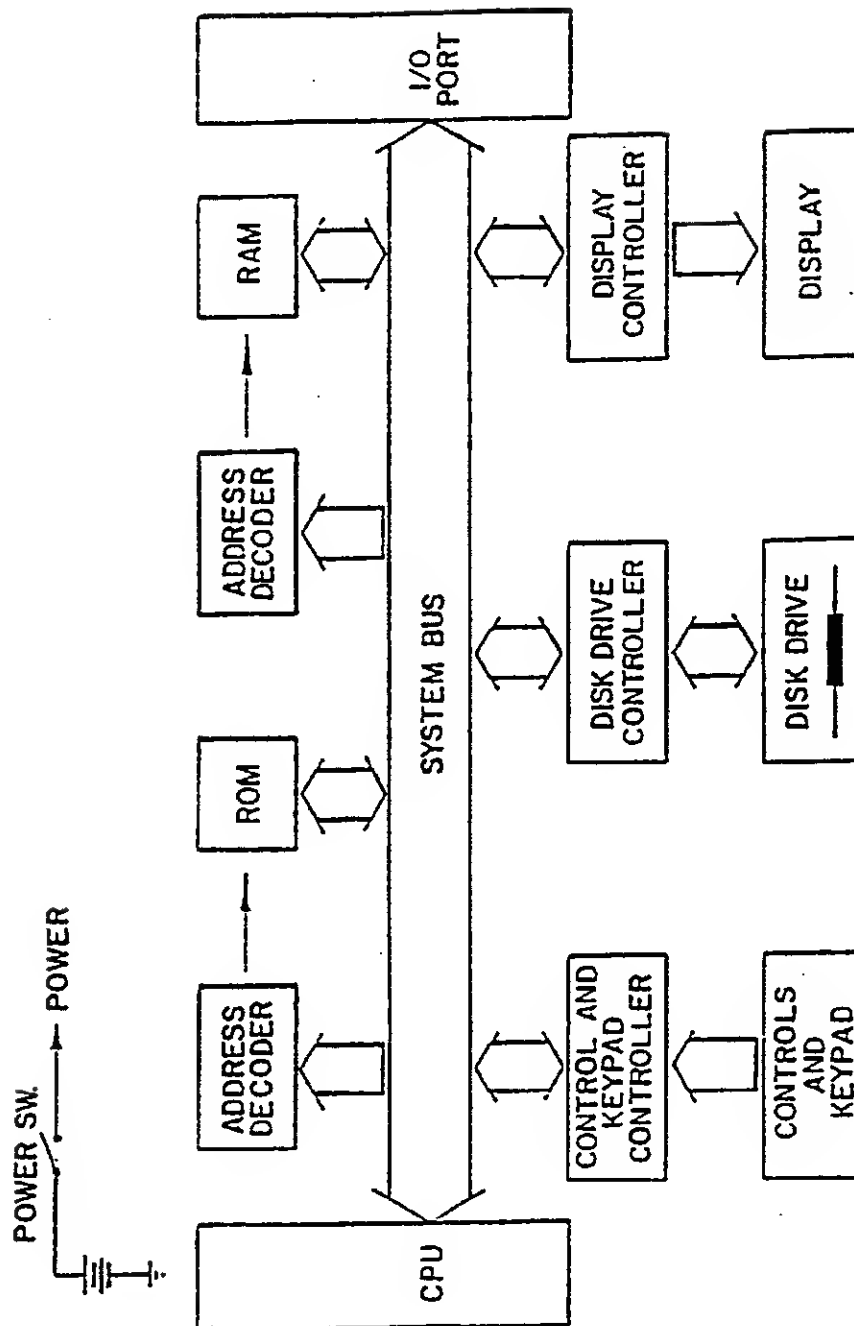 POWER SW.
POWER
ADDRESS
DECODER
ROM
ADDRESS
DECODER
RAM
CPU
SYSTEM BUS
I/O
PORT
CONTROL AND
KEYPAD
CONTROLLER
DISK DRIVE
CONTROLLER
DISPLAY
CONTROLLER
CONTROLS
AND
KEYPAD
DISK DRIVE
DISPLAY